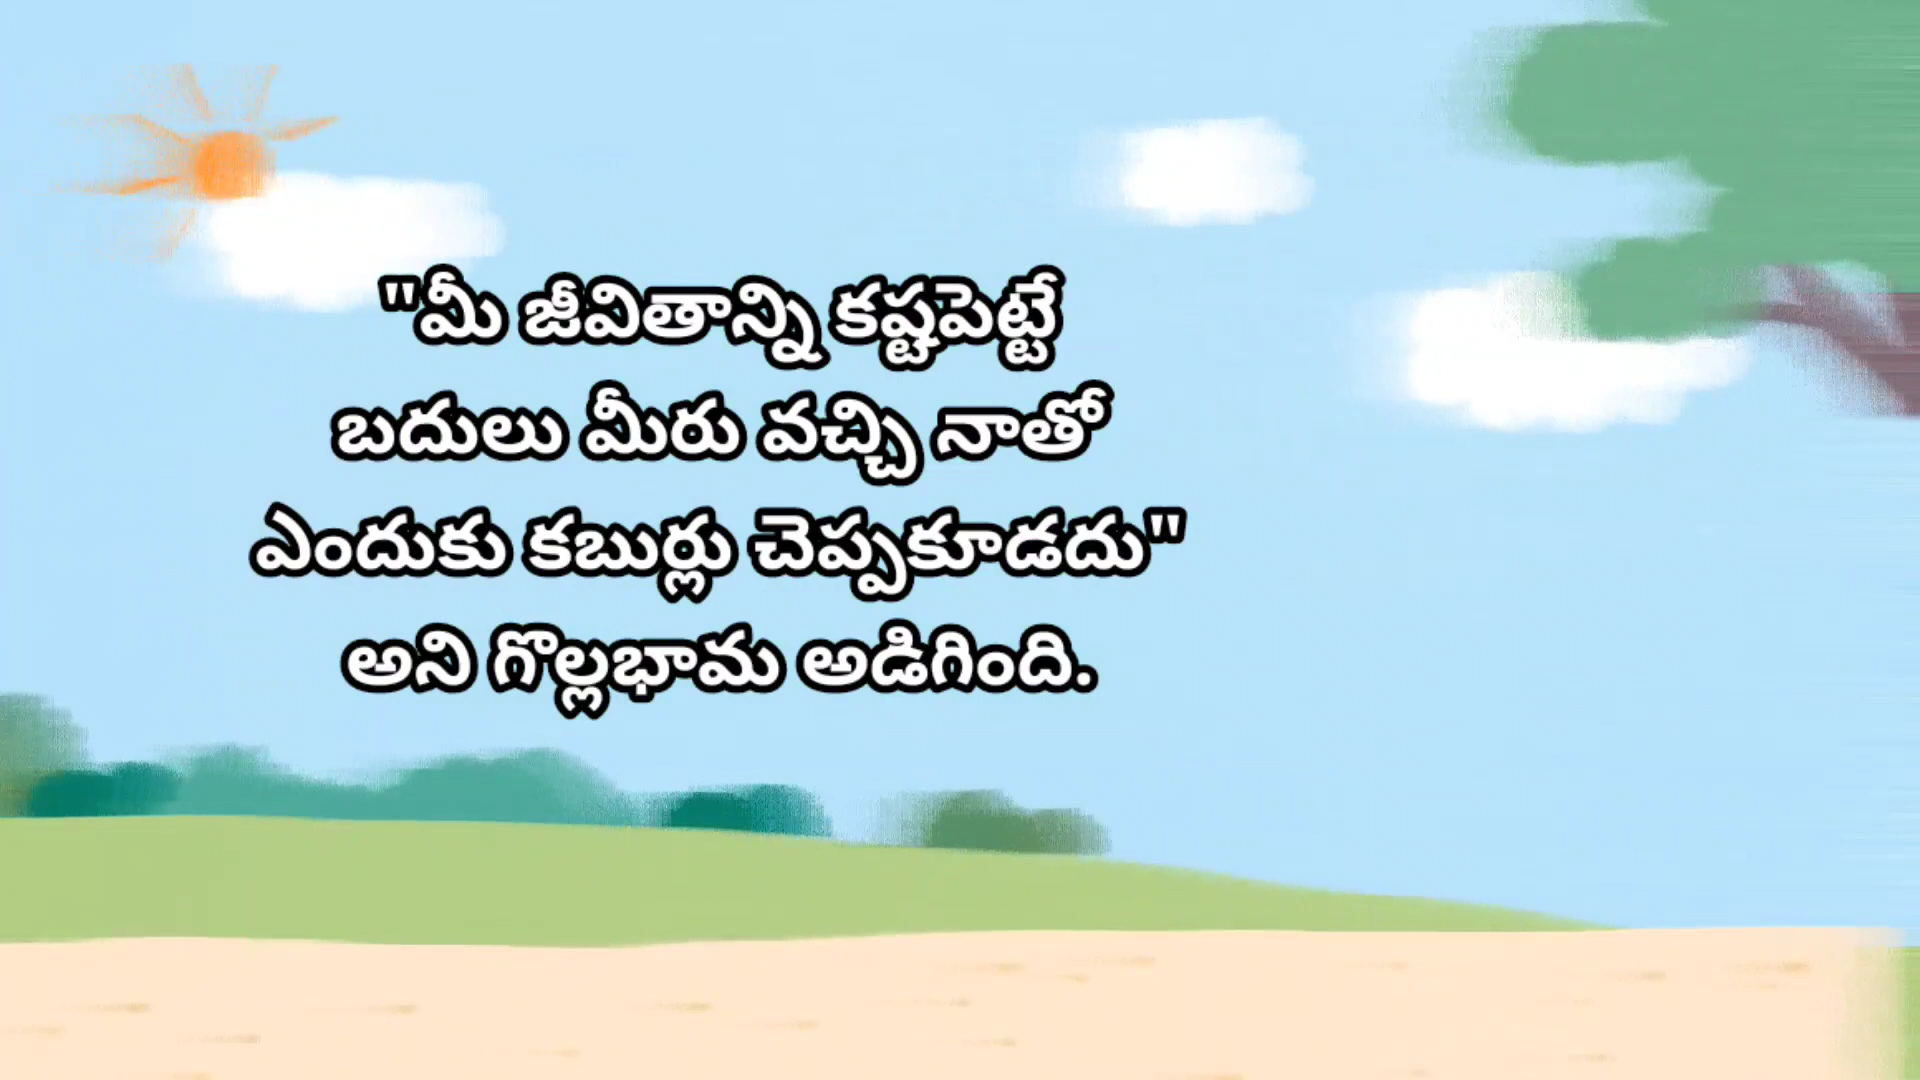 "మీ జీవితాన్ని కష్టపెట్టే
బదులు మీరు వచ్చి నాతో
ఎందుకు కబుర్లు చెప్పకూడదు"
అని గొల్లభామ అడిగింది.